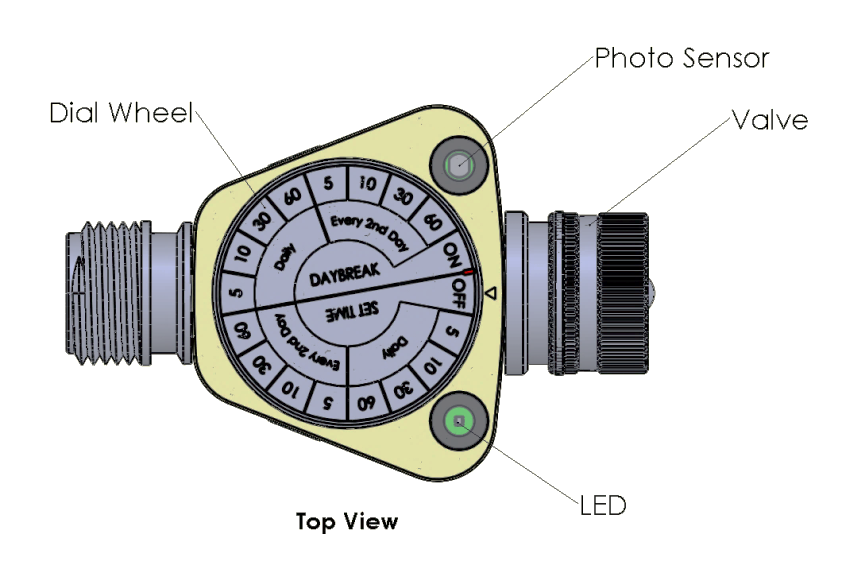 Photo Sensor
Dial Wheel
Valve
5
10
30
60
5
10
30
60
ON
OFF
5
10
30
60
5
10
30
60
Daily
Every 2nd Day
DAYBREAK
SET TIME
Every 2nd Day
Daily
LED
Top View